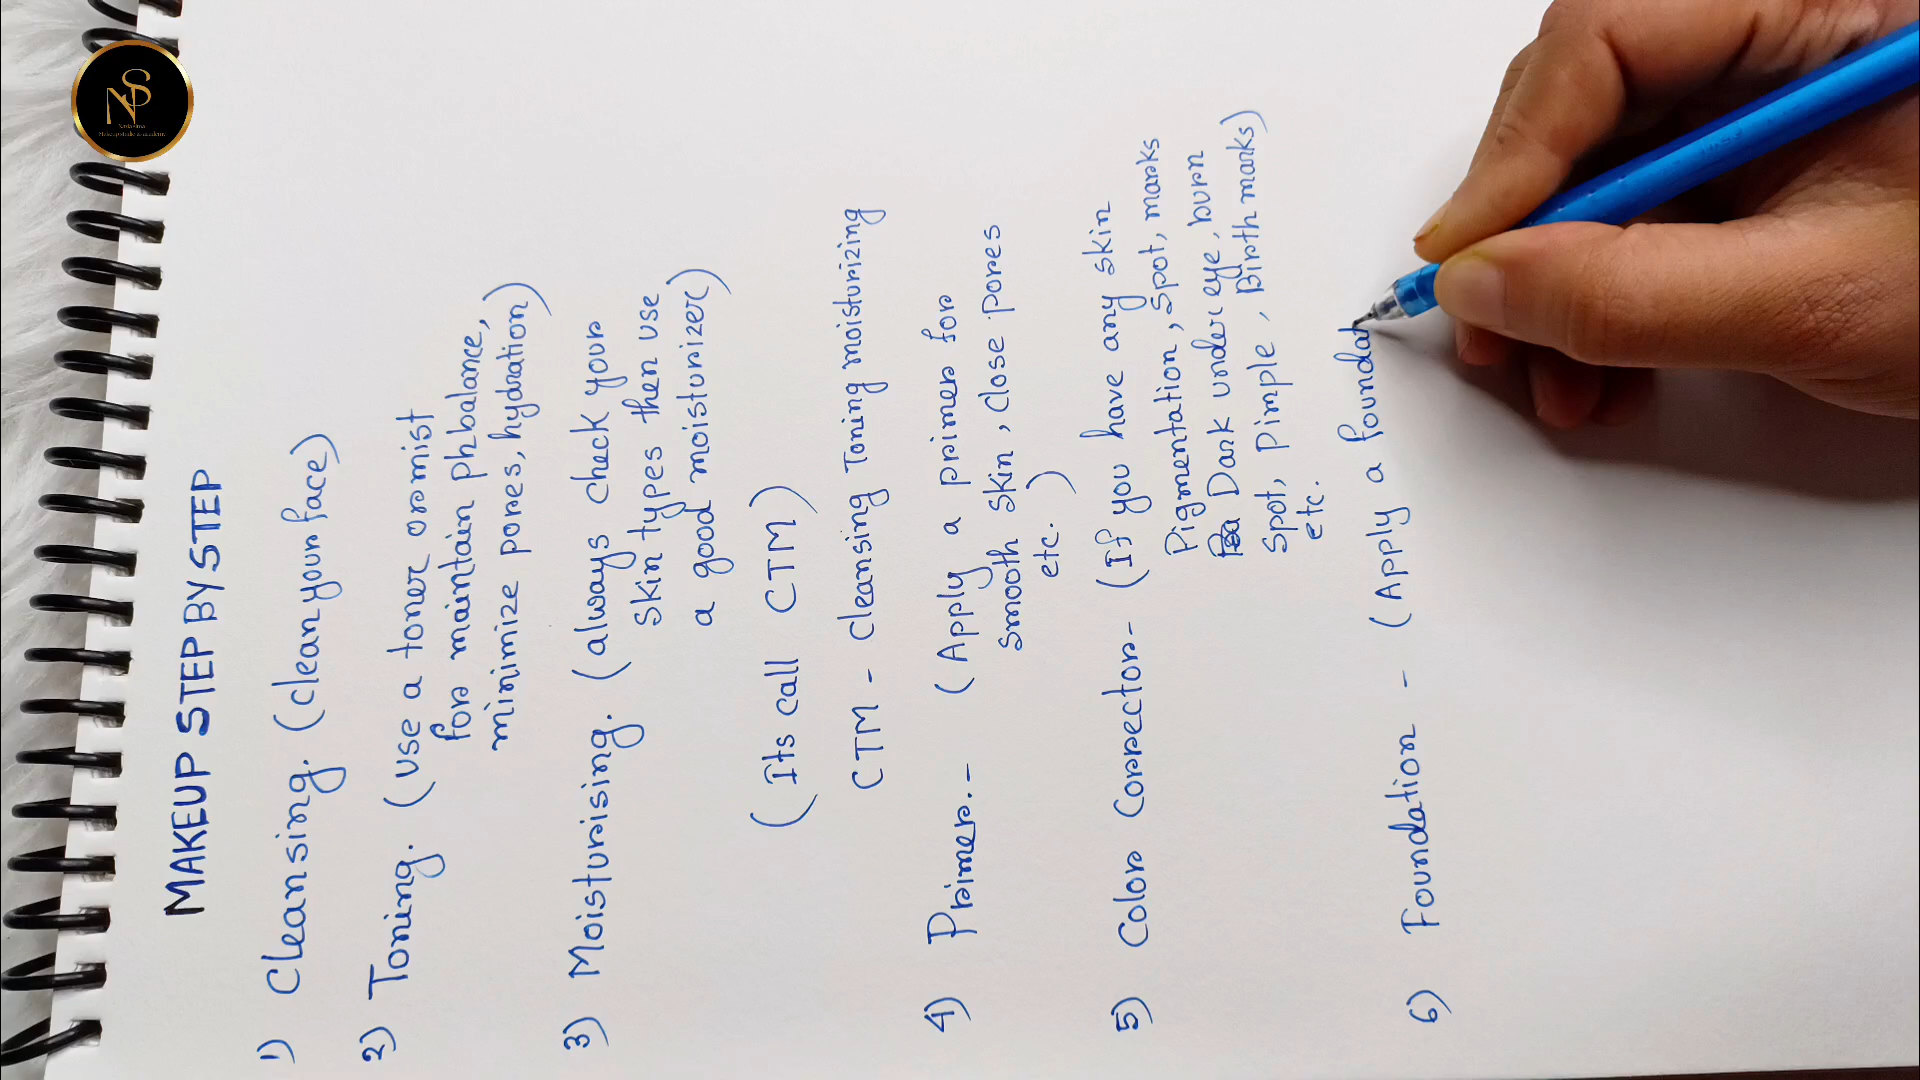 NS
MAKEUP STEP BY STEP
1) Cleansing. (clean your face)
2) Toning. (use a toner or mist
for maintain ph balance,
minimize pores, hydration)
3) Moisturising. (always check your
skin types then use
a good moisturizer)
(Its call CTM)
CTM - Cleansing Toning moisturizing
4) Primer. - (Apply a primer for
smooth skin, close pores
etc.)
5) Color Corrector - (If you have any skin
Pigmentation, spot, marks
Dark under eye, burn
spot, Pimple, Birth marks)
etc.
6) Foundation - (Apply a foundat